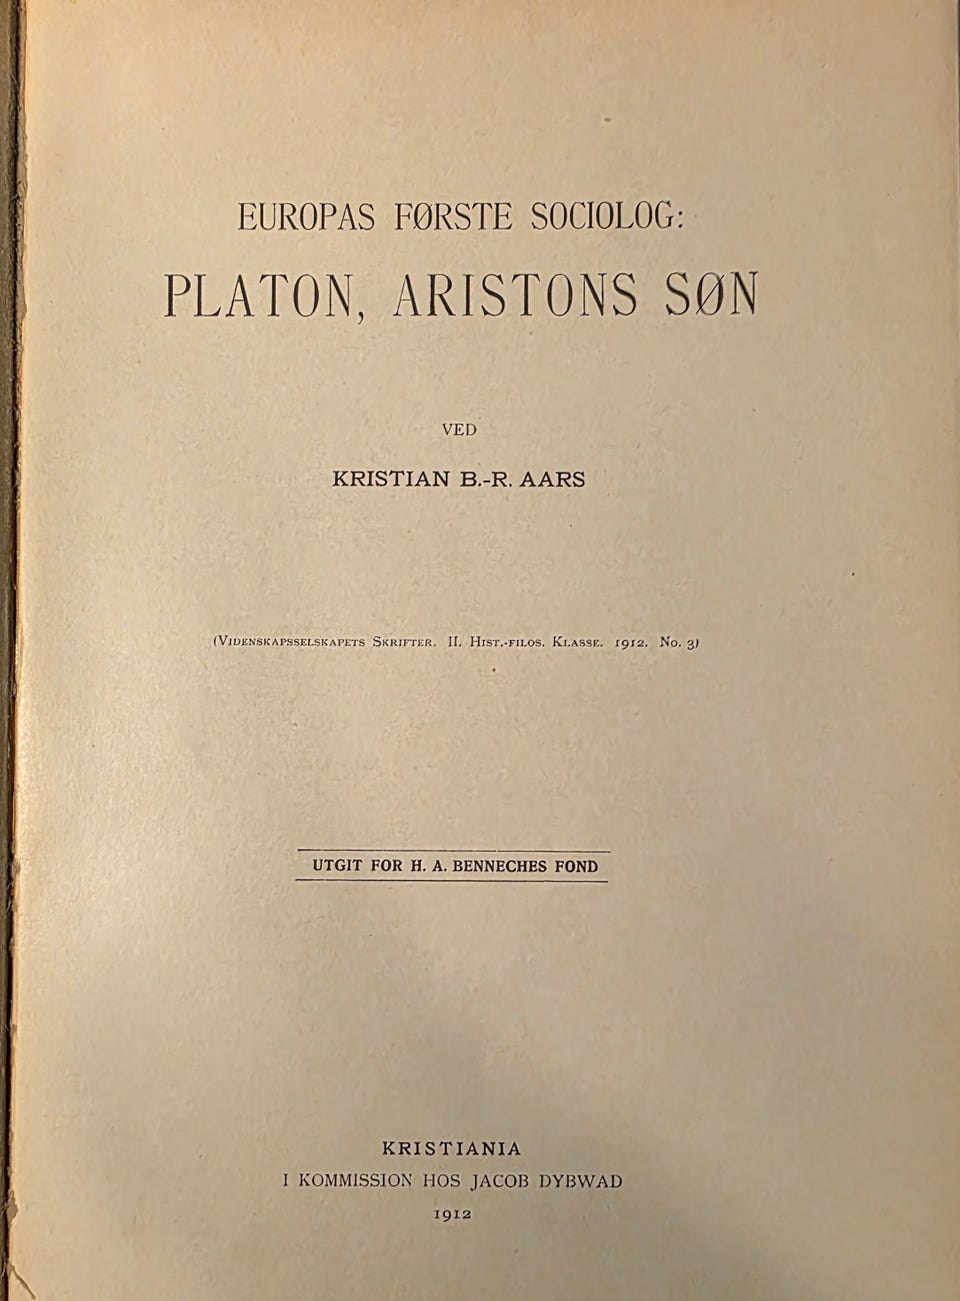 EUROPAS FØRSTE SOCIOLOG:
PLATON, ARISTONS SØN
VED
KRISTIAN B.-R. AARS
(VIDENSKAPSSELSKAPETS SKRIFTER. II. HIST.-FILOS. KLASSE. 1912. No. 3)
UTGIT FOR H. A. BENNECHES FOND
KRISTIANIA
I KOMMISSION HOS JACOB DYBWAD
1912